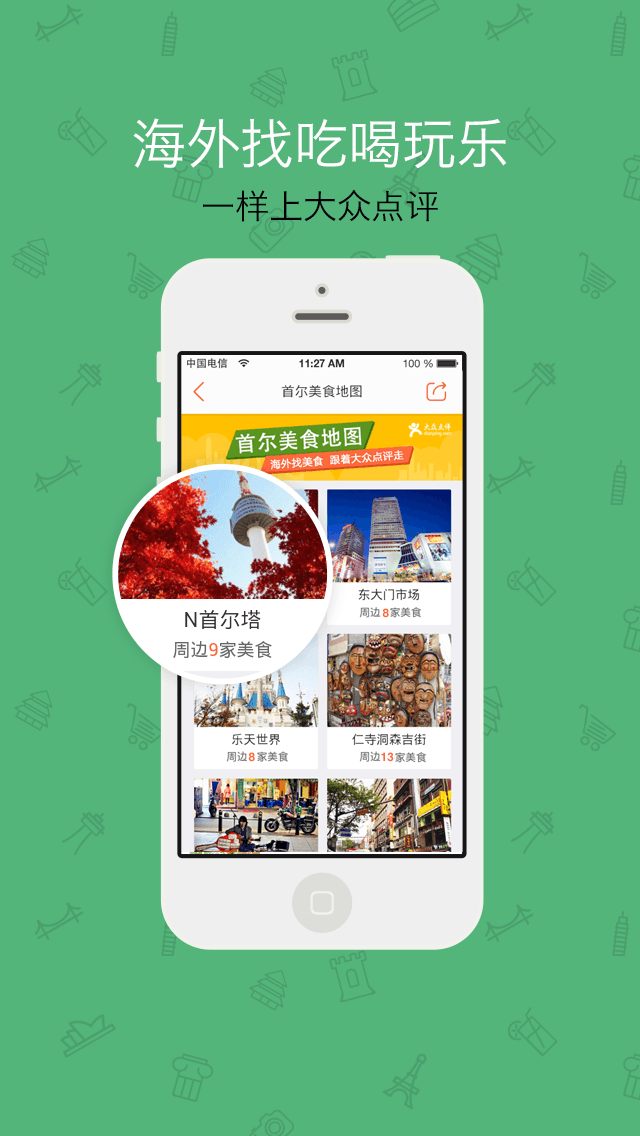 海外找吃喝玩乐
一样上大众点评
中国电信 11:27 AM 100 %
首尔美食地图
大众点评
dianping.com
首尔美食地图
海外找美食 跟着大众点评走
N首尔塔
周边9家美食
东大门市场
周边8家美食
乐天世界
周边8家美食
仁寺洞森吉街
周边13家美食